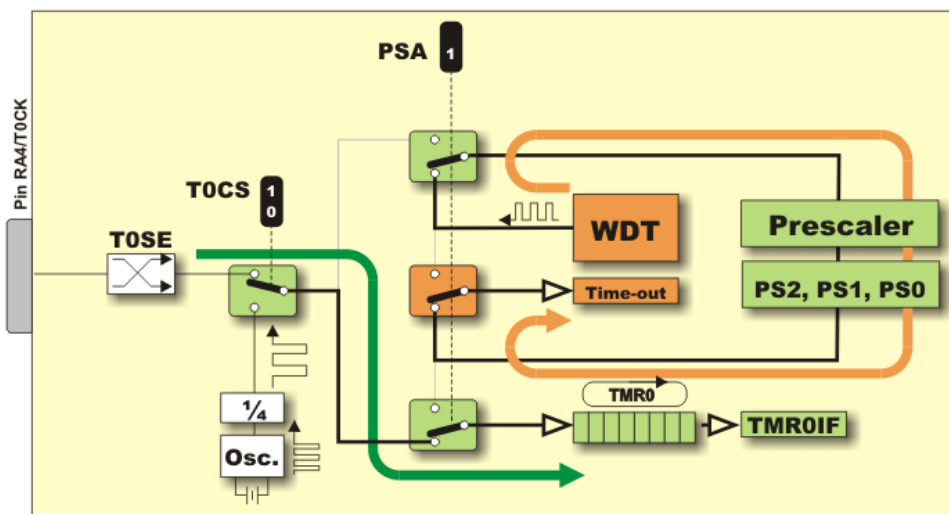 PSA
1
Pin RA4/T0CK
T0CS
1
0
T0SE
WDT
Prescaler
PS2, PS1, PS0
Time-out
¼
TMR0
TMR0IF
Osc.